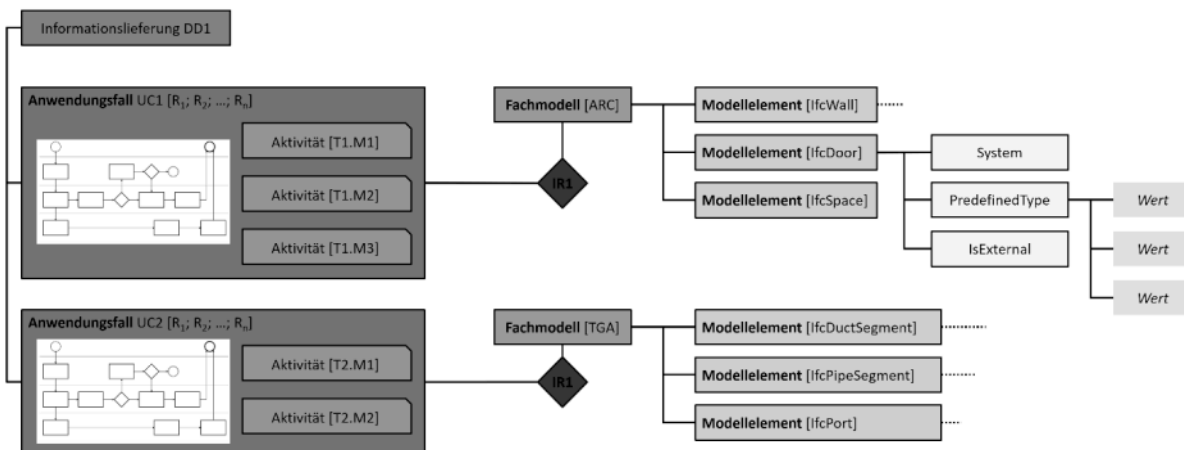 Informationslieferung DD1
Anwendungsfall UC1 [R₁; R₂; ...; Rₙ]
Aktivität [T1.M1]
Aktivität [T1.M2]
Aktivität [T1.M3]
Fachmodell [ARC]
IR1
Modellelement [IfcWall]
Modellelement [IfcDoor]
Modellelement [IfcSpace]
System
PredefinedType
IsExternal
Wert
Wert
Wert
Anwendungsfall UC2 [R₁; R₂; ...; Rₙ]
Aktivität [T2.M1]
Aktivität [T2.M2]
Fachmodell [TGA]
IR1
Modellelement [IfcDuctSegment]
Modellelement [IfcPipeSegment]
Modellelement [IfcPort]